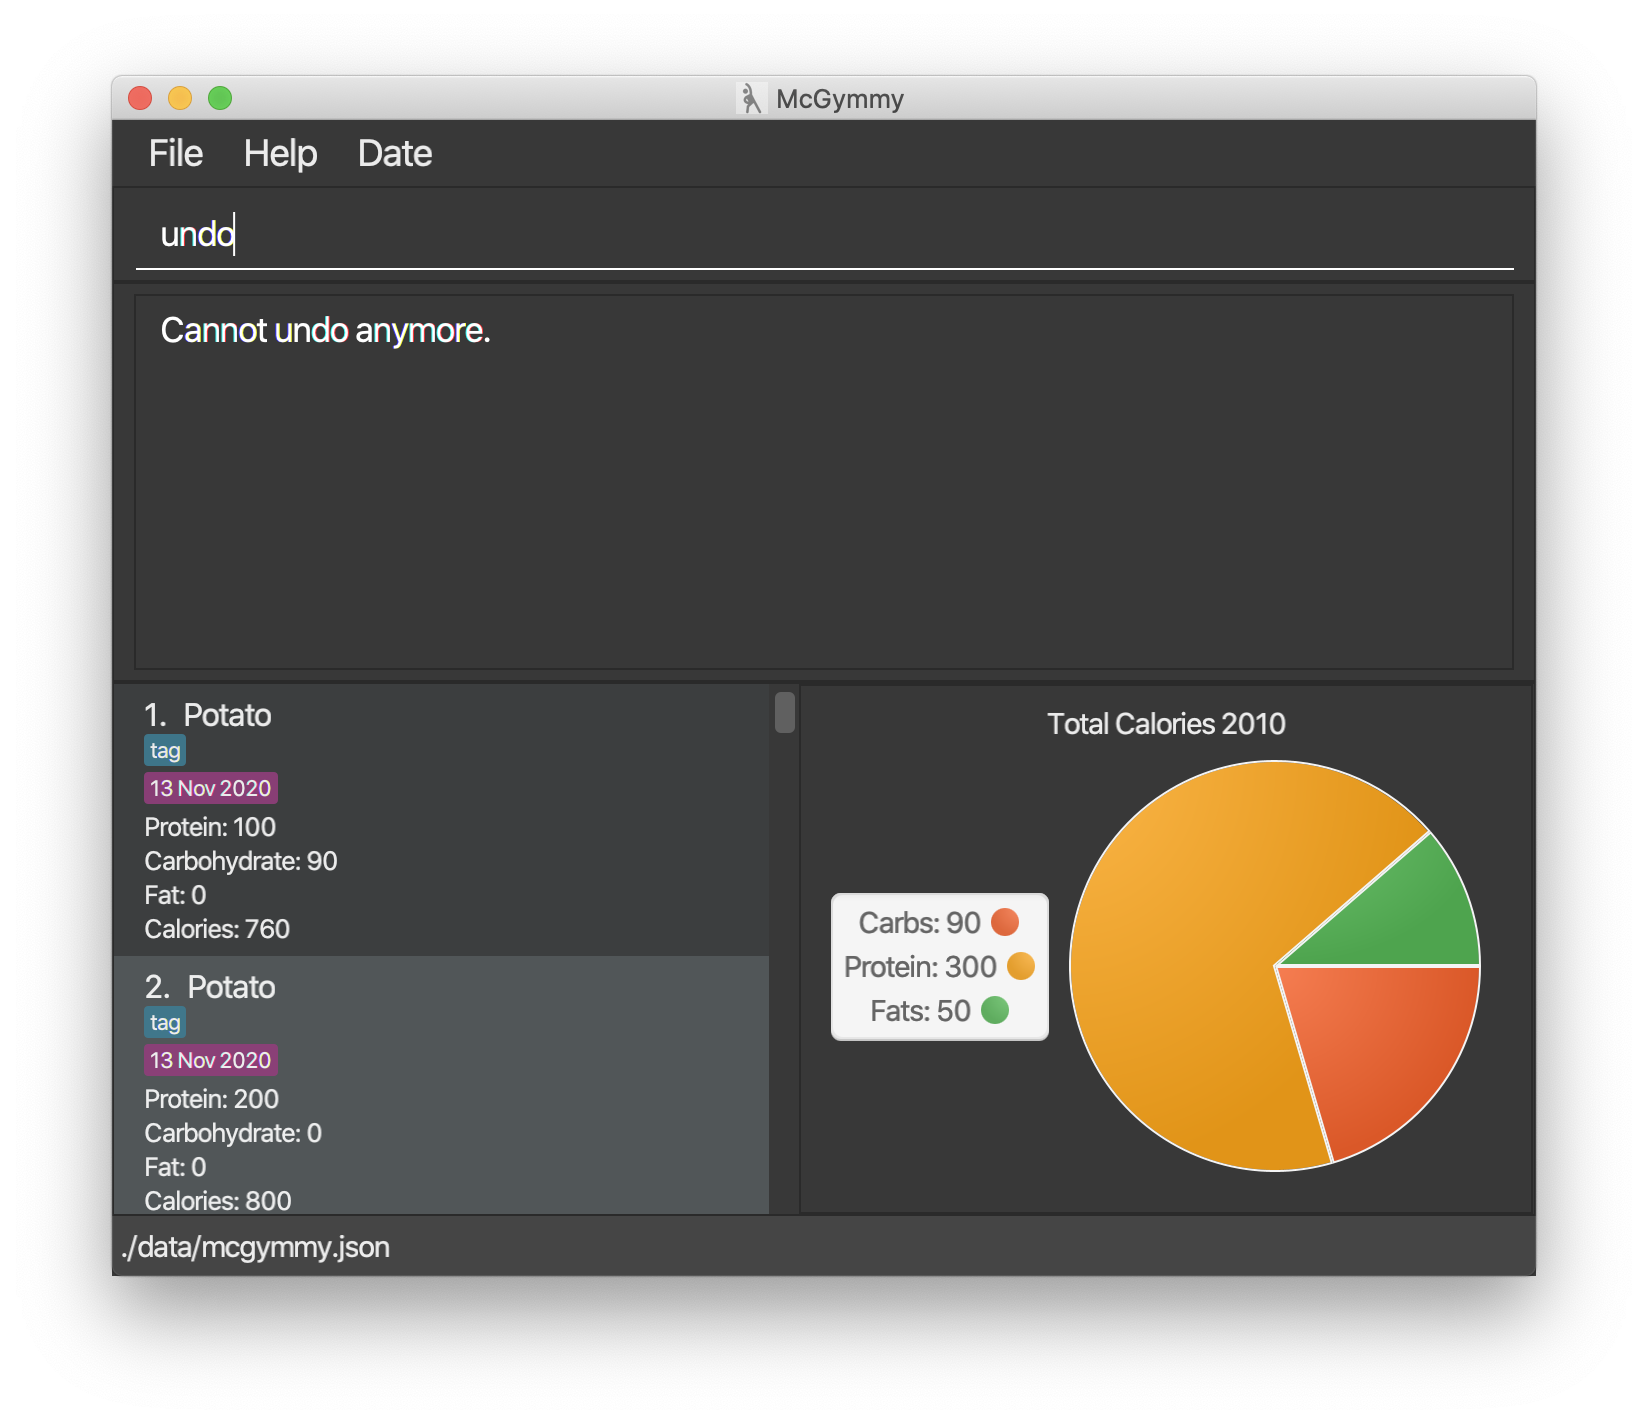 McGymmy
File Help Date
undo
Cannot undo anymore.
1. Potato
tag
13 Nov 2020
Protein: 100
Carbohydrate: 90
Fat: 0
Calories: 760
2. Potato
tag
13 Nov 2020
Protein: 200
Carbohydrate: 0
Fat: 0
Calories: 800
Total Calories 2010
Carbs: 90
Protein: 300
Fats: 50
./data/mcgymmy.json